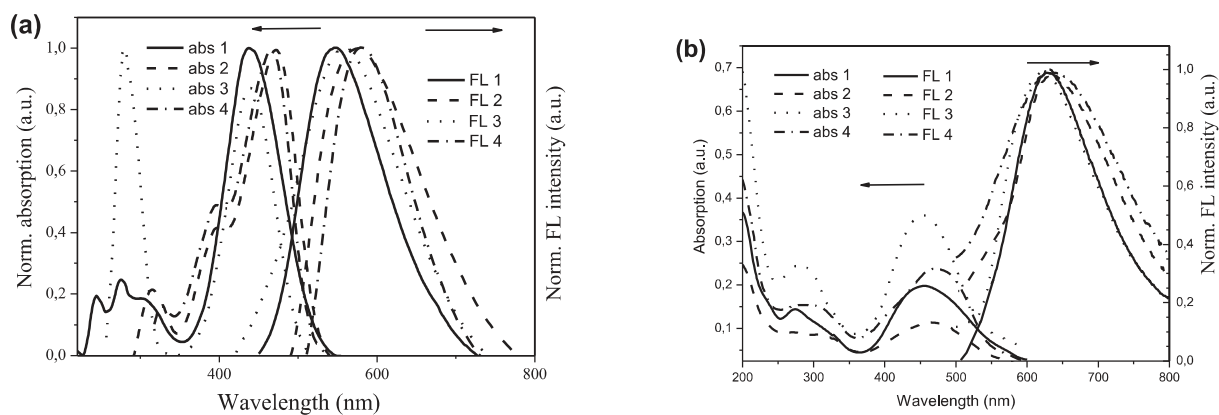 (a)
Norm. absorption (a.u.)
1,0
0,8
0,6
0,4
0,2
0,0
abs 1
abs 2
abs 3
abs 4
FL 1
FL 2
FL 3
FL 4
400
600
800
Wavelength (nm)
Norm. FL intensity (a.u.)
(b)
Absorption (a.u.)
0,7
0,6
0,5
0,4
0,3
0,2
0,1
abs 1
abs 2
abs 3
abs 4
FL 1
FL 2
FL 3
FL 4
200
300
400
500
600
700
800
Wavelength (nm)
1,0
0,8
0,6
0,4
0,2
0,0
Norm. FL intensity (a.u.)